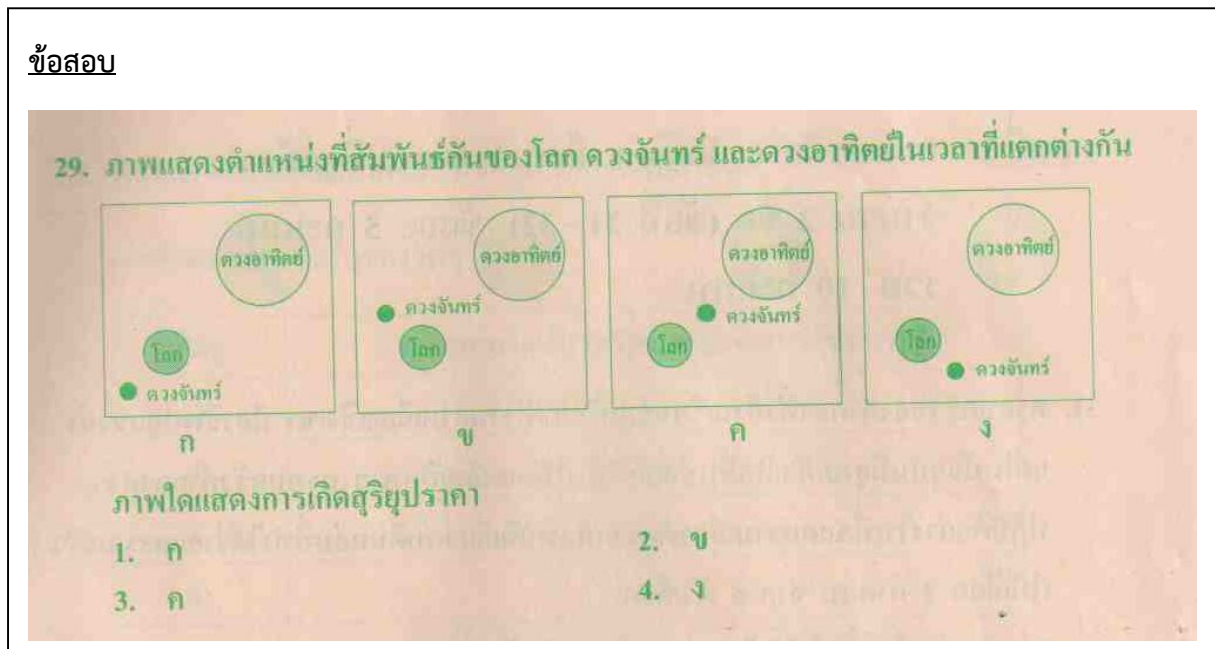 ข้อสอบ
29. ภาพแสดงตำแหน่งที่สัมพันธ์กันของโลก ดวงจันทร์ และดวงอาทิตย์ในเวลาที่แตกต่างกัน
ดวงอาทิตย์
โลก
ดวงจันทร์
ก
ดวงอาทิตย์
ดวงจันทร์
โลก
ข
ดวงอาทิตย์
ดวงจันทร์
โลก
ค
ดวงอาทิตย์
โลก
ดวงจันทร์
ง
ภาพใดแสดงการเกิดสุริยุปราคา
1. ก
2. ข
3. ค
4. ง